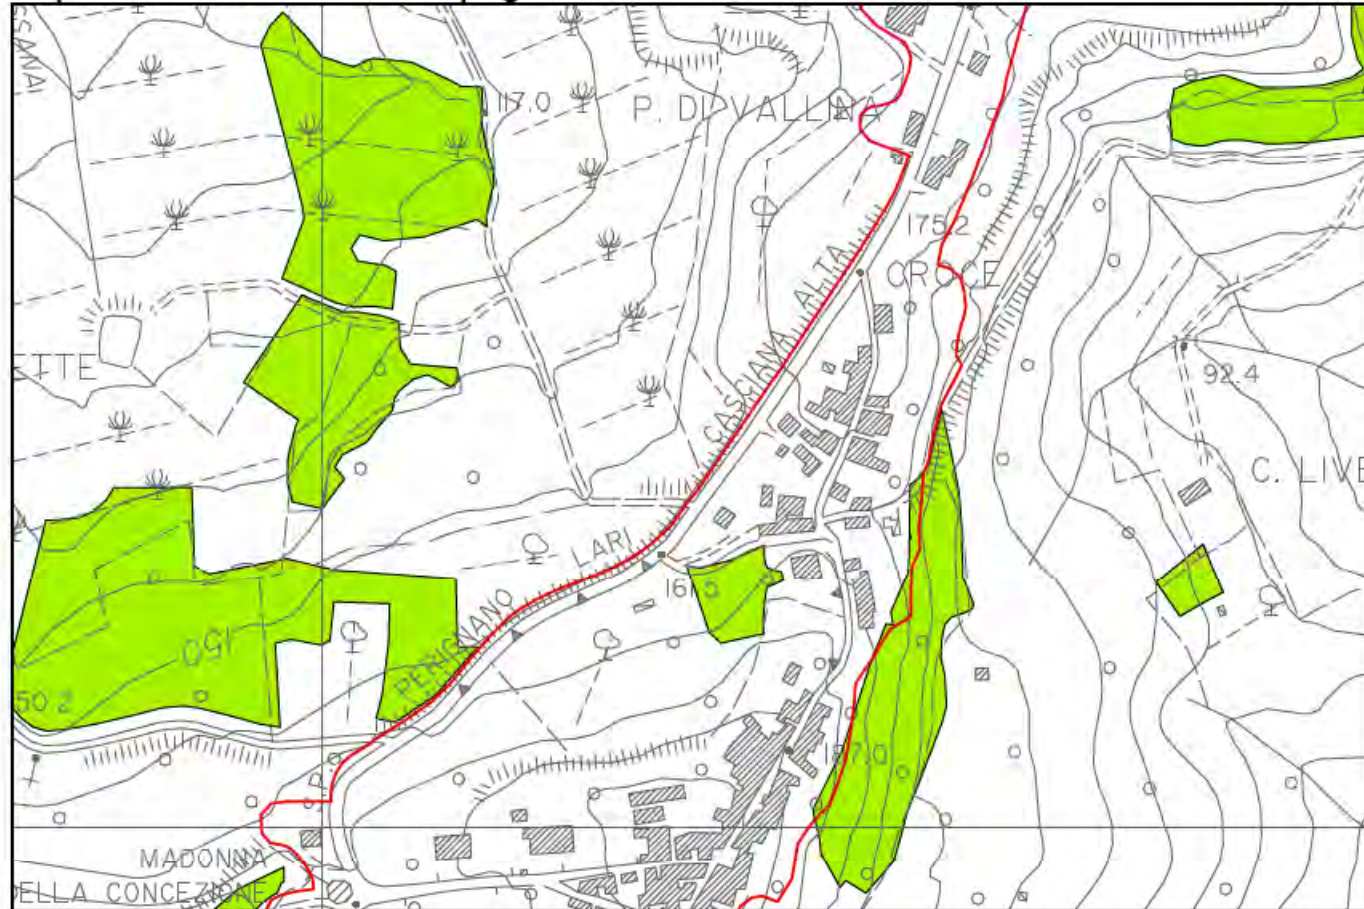 117.0
P. DI VALLINA
175.2
CROCE
CASCIANA ALTA
92.4
ETTE
C. LIVE
LARI
PERIGNANO
161.5
150
50.2
187.0
S.P.
MADONNA
ELLA CONCEZIONE